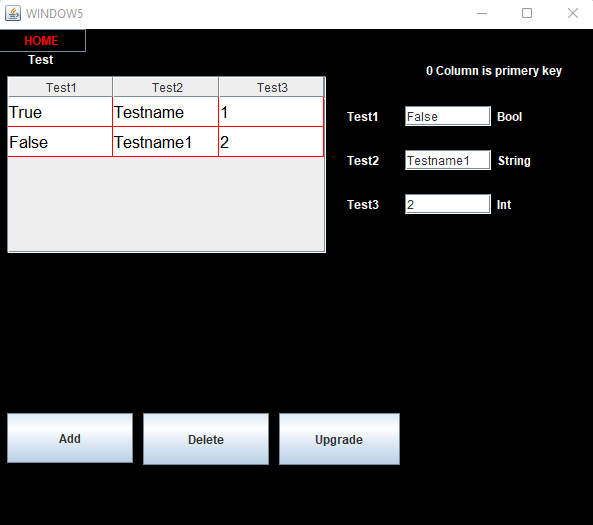 WINDOW5
HOME
Test
0 Column is primery key
Test1 Test2 Test3
True Testname 1
False Testname1 2
Test1 False Bool
Test2 Testname1 String
Test3 2 Int
Add Delete Upgrade